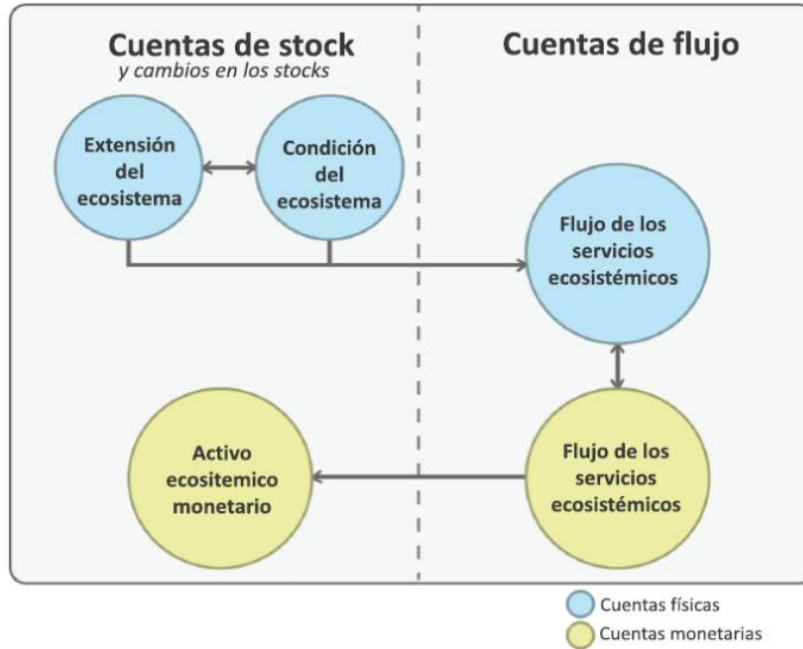 Cuentas de stock
y cambios en los stocks
Cuentas de flujo
Extensión
del
ecosistema
Condición
del
ecosistema
Flujo de los
servicios
ecosistémicos
Activo
ecositemico
monetario
Flujo de los
servicios
ecosistémicos
Cuentas físicas
Cuentas monetarias